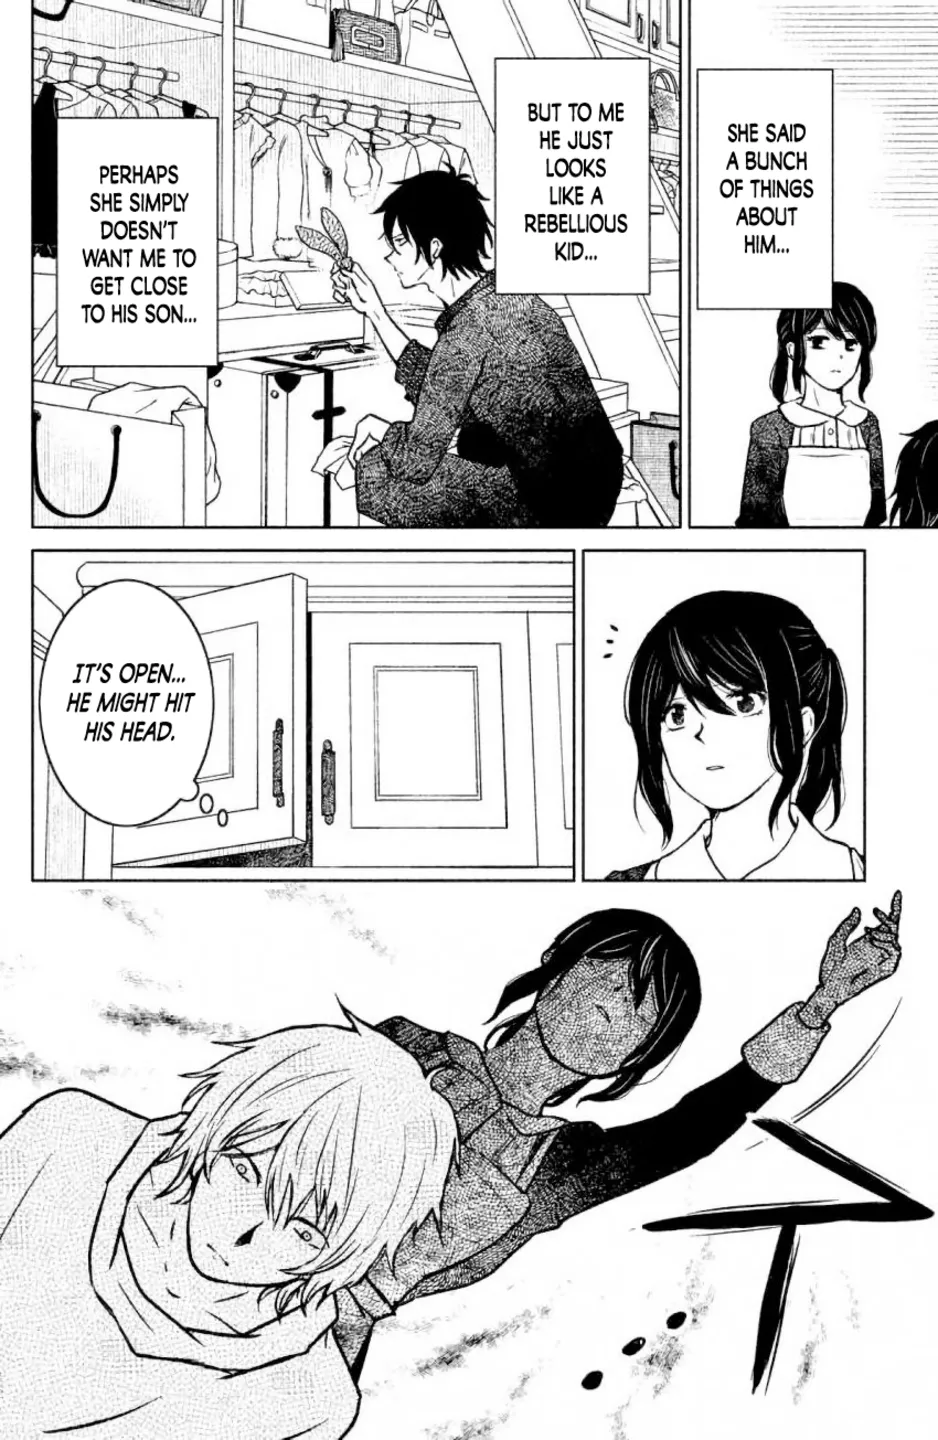 SHE SAID
A BUNCH
OF THINGS
ABOUT
HIM...
BUT TO ME
HE JUST
LOOKS
LIKE A
REBELLIOUS
KID...
PERHAPS
SHE SIMPLY
DOESN'T
WANT ME TO
GET CLOSE
TO HIS SON...
IT'S OPEN...
HE MIGHT HIT
HIS HEAD.